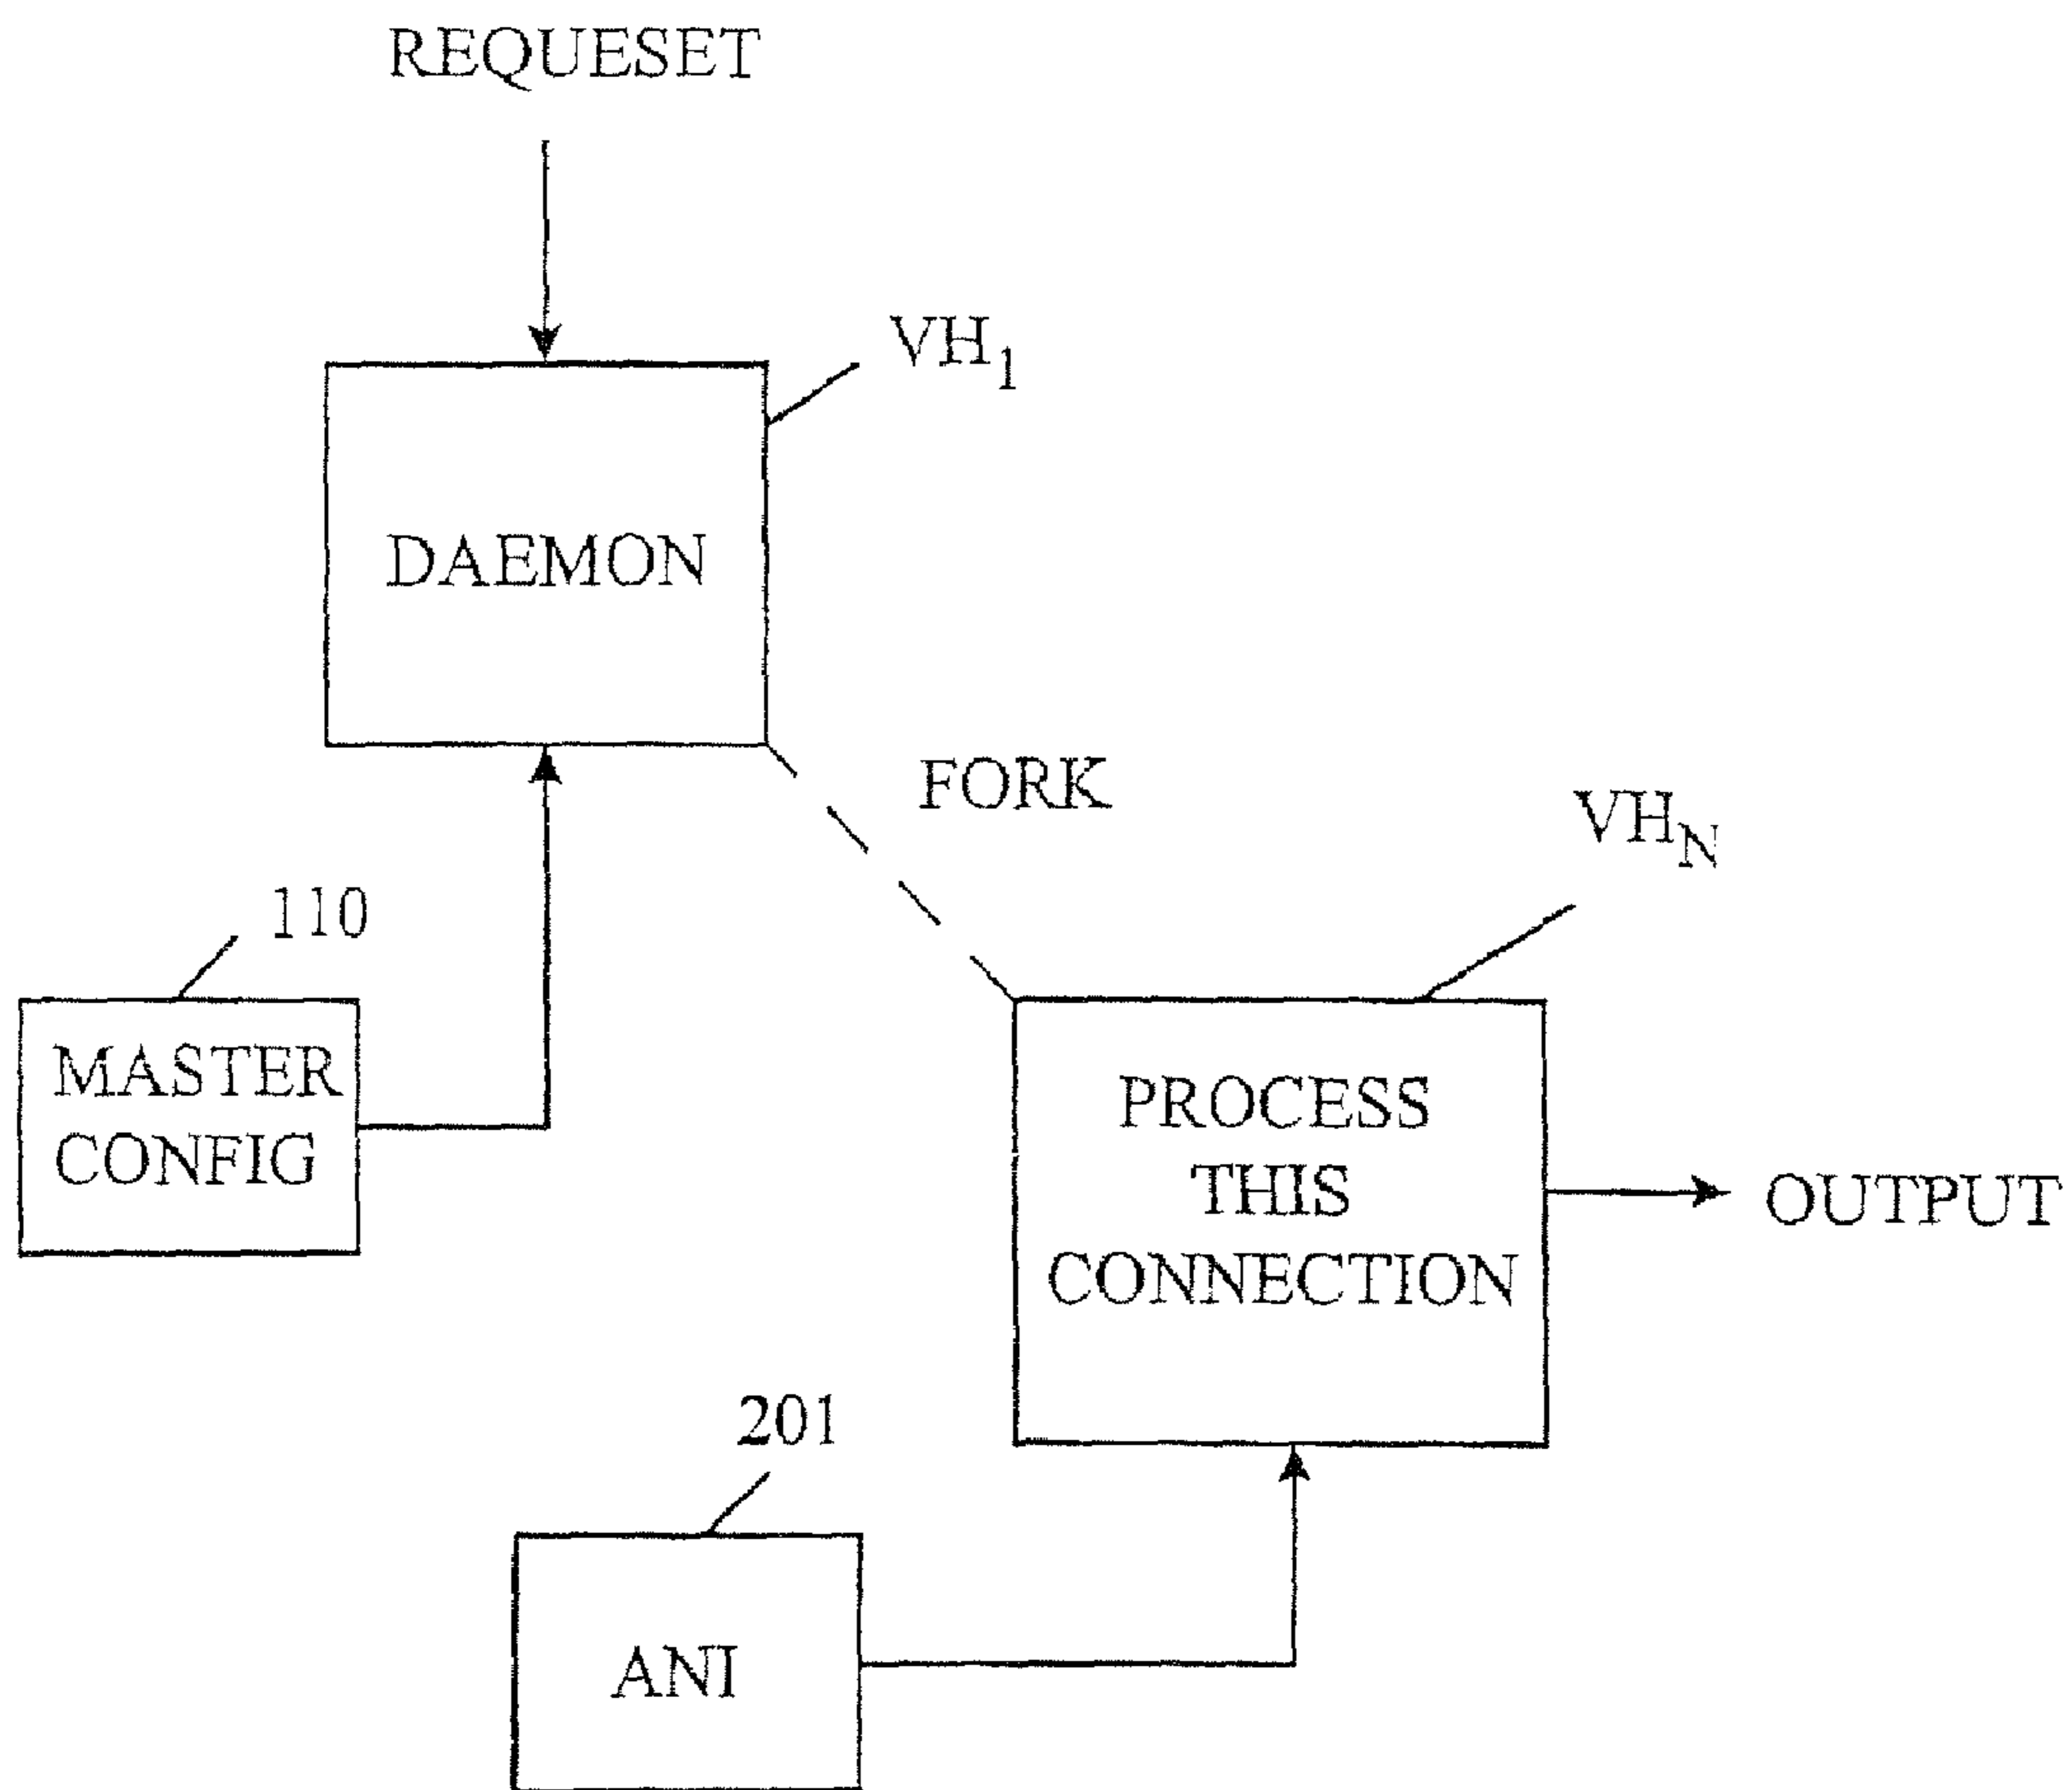 REQUESET
VH1
DAEMON
FORK
VHN
110
MASTER
CONFIG
PROCESS
THIS
CONNECTION
OUTPUT
201
ANI